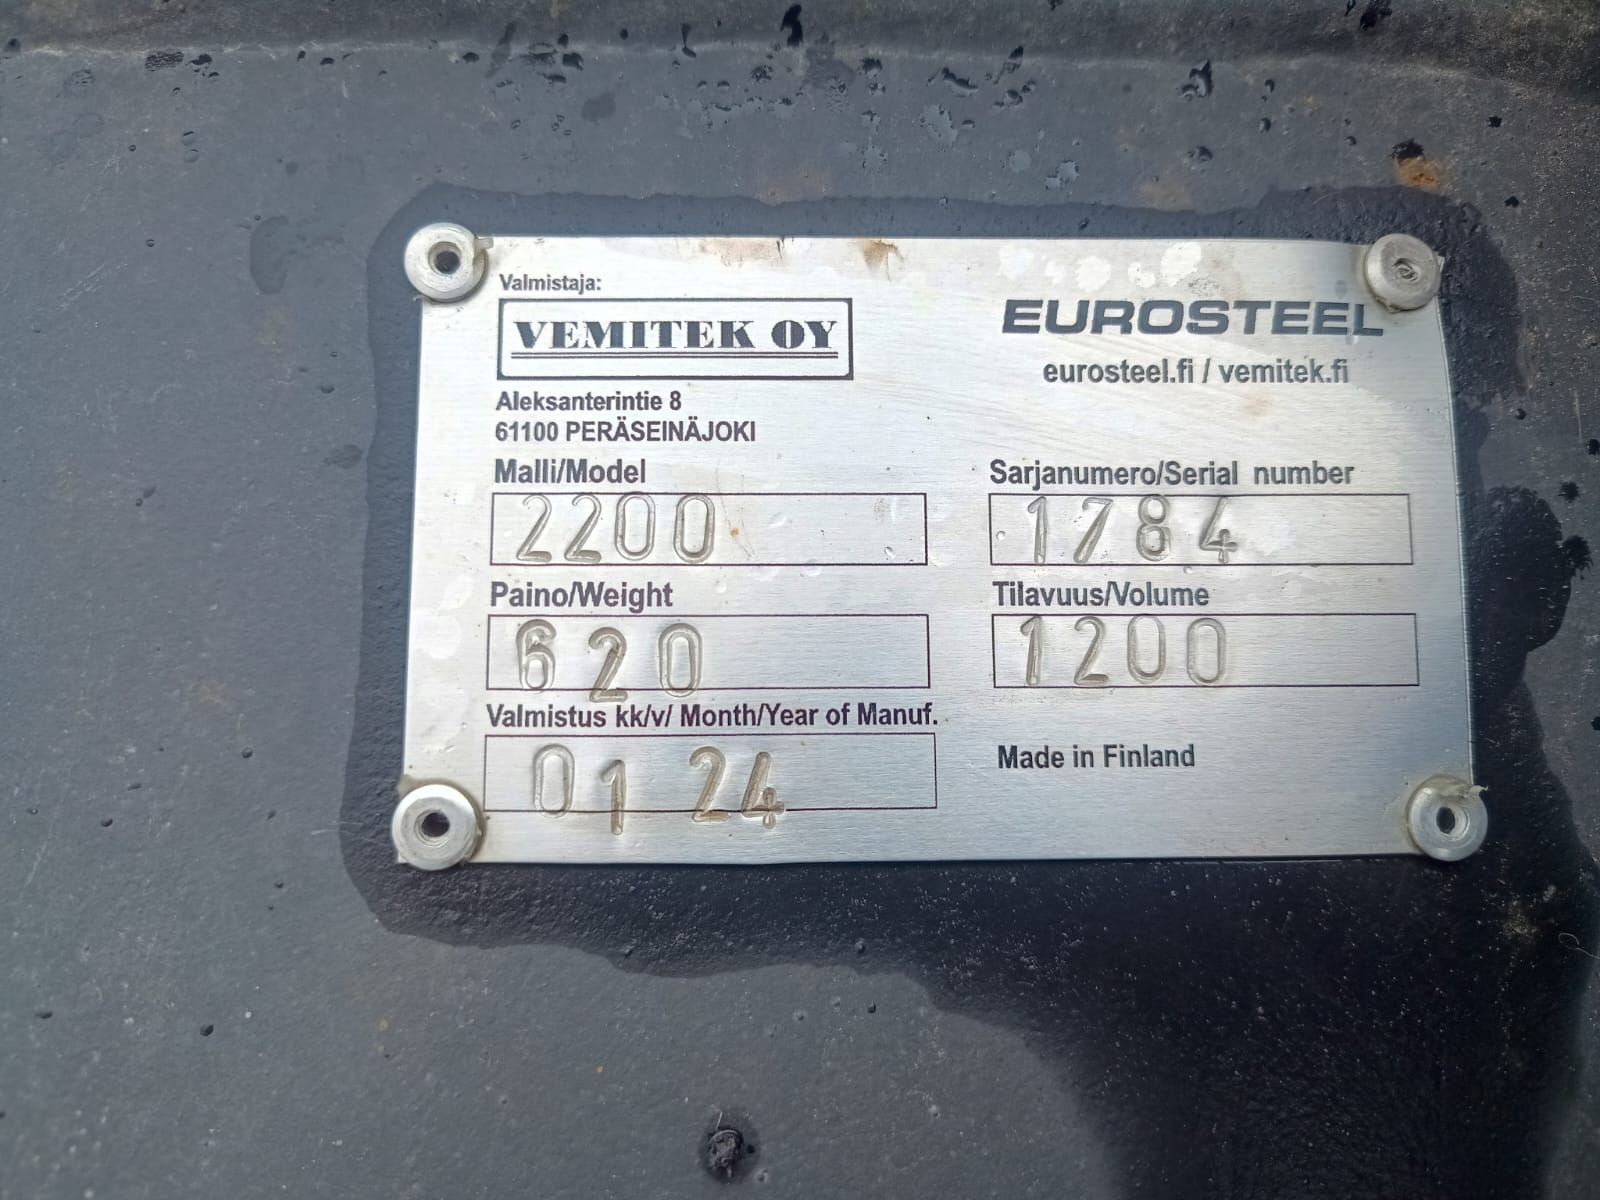 Valmistaja:
VEMITEK OY
EUROSTEEL
eurosteel.fi / vemitek.fi
Aleksanterintie 8
61100 PERÄSEINÄJOKI
Malli/Model
2200
Sarjanumero/Serial number
1784
Paino/Weight
620
Tilavuus/Volume
1200
Valmistus kk/v/ Month/Year of Manuf.
01 24
Made in Finland